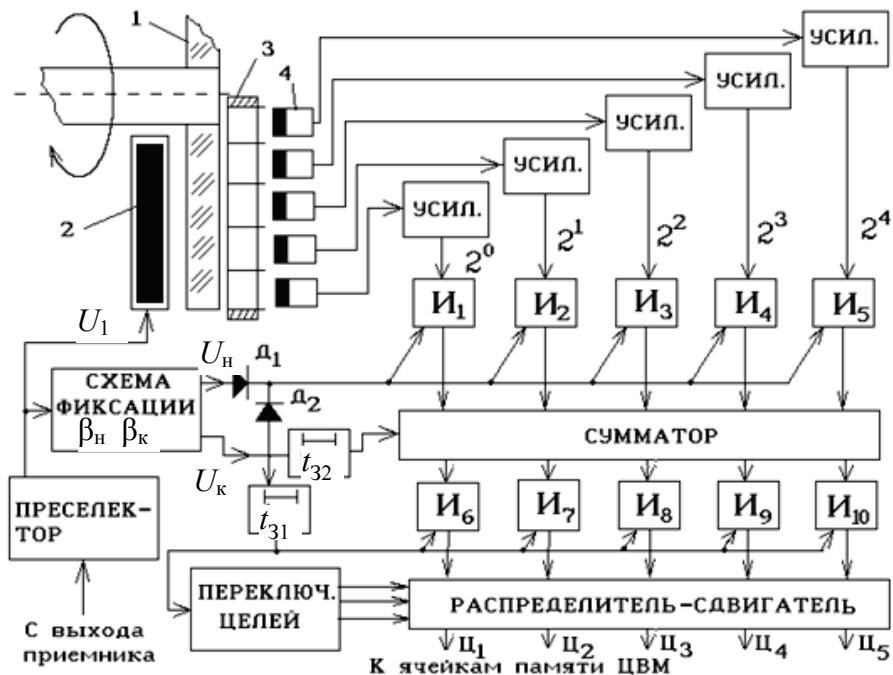 1
3
4
2
УСИЛ.
УСИЛ.
УСИЛ.
УСИЛ.
УСИЛ.
2⁰
2¹
2²
2³
2⁴
И₁
И₂
И₃
И₄
И₅
U₁
Uн
Д₁
СХЕМА
ФИКСАЦИИ
βн βк
Д₂
Uк
tз₂
СУММАТОР
ПРЕСЕЛЕК-
ТОР
tз₁
И₆
И₇
И₈
И₉
И₁₀
ПЕРЕКЛЮЧ.
ЦЕЛЕЙ
РАСПРЕДЕЛИТЕЛЬ-СДВИГАТЕЛЬ
С выхода
приемника
Ц₁
Ц₂
Ц₃
Ц₄
Ц₅
К ячейкам памяти ЦВМ